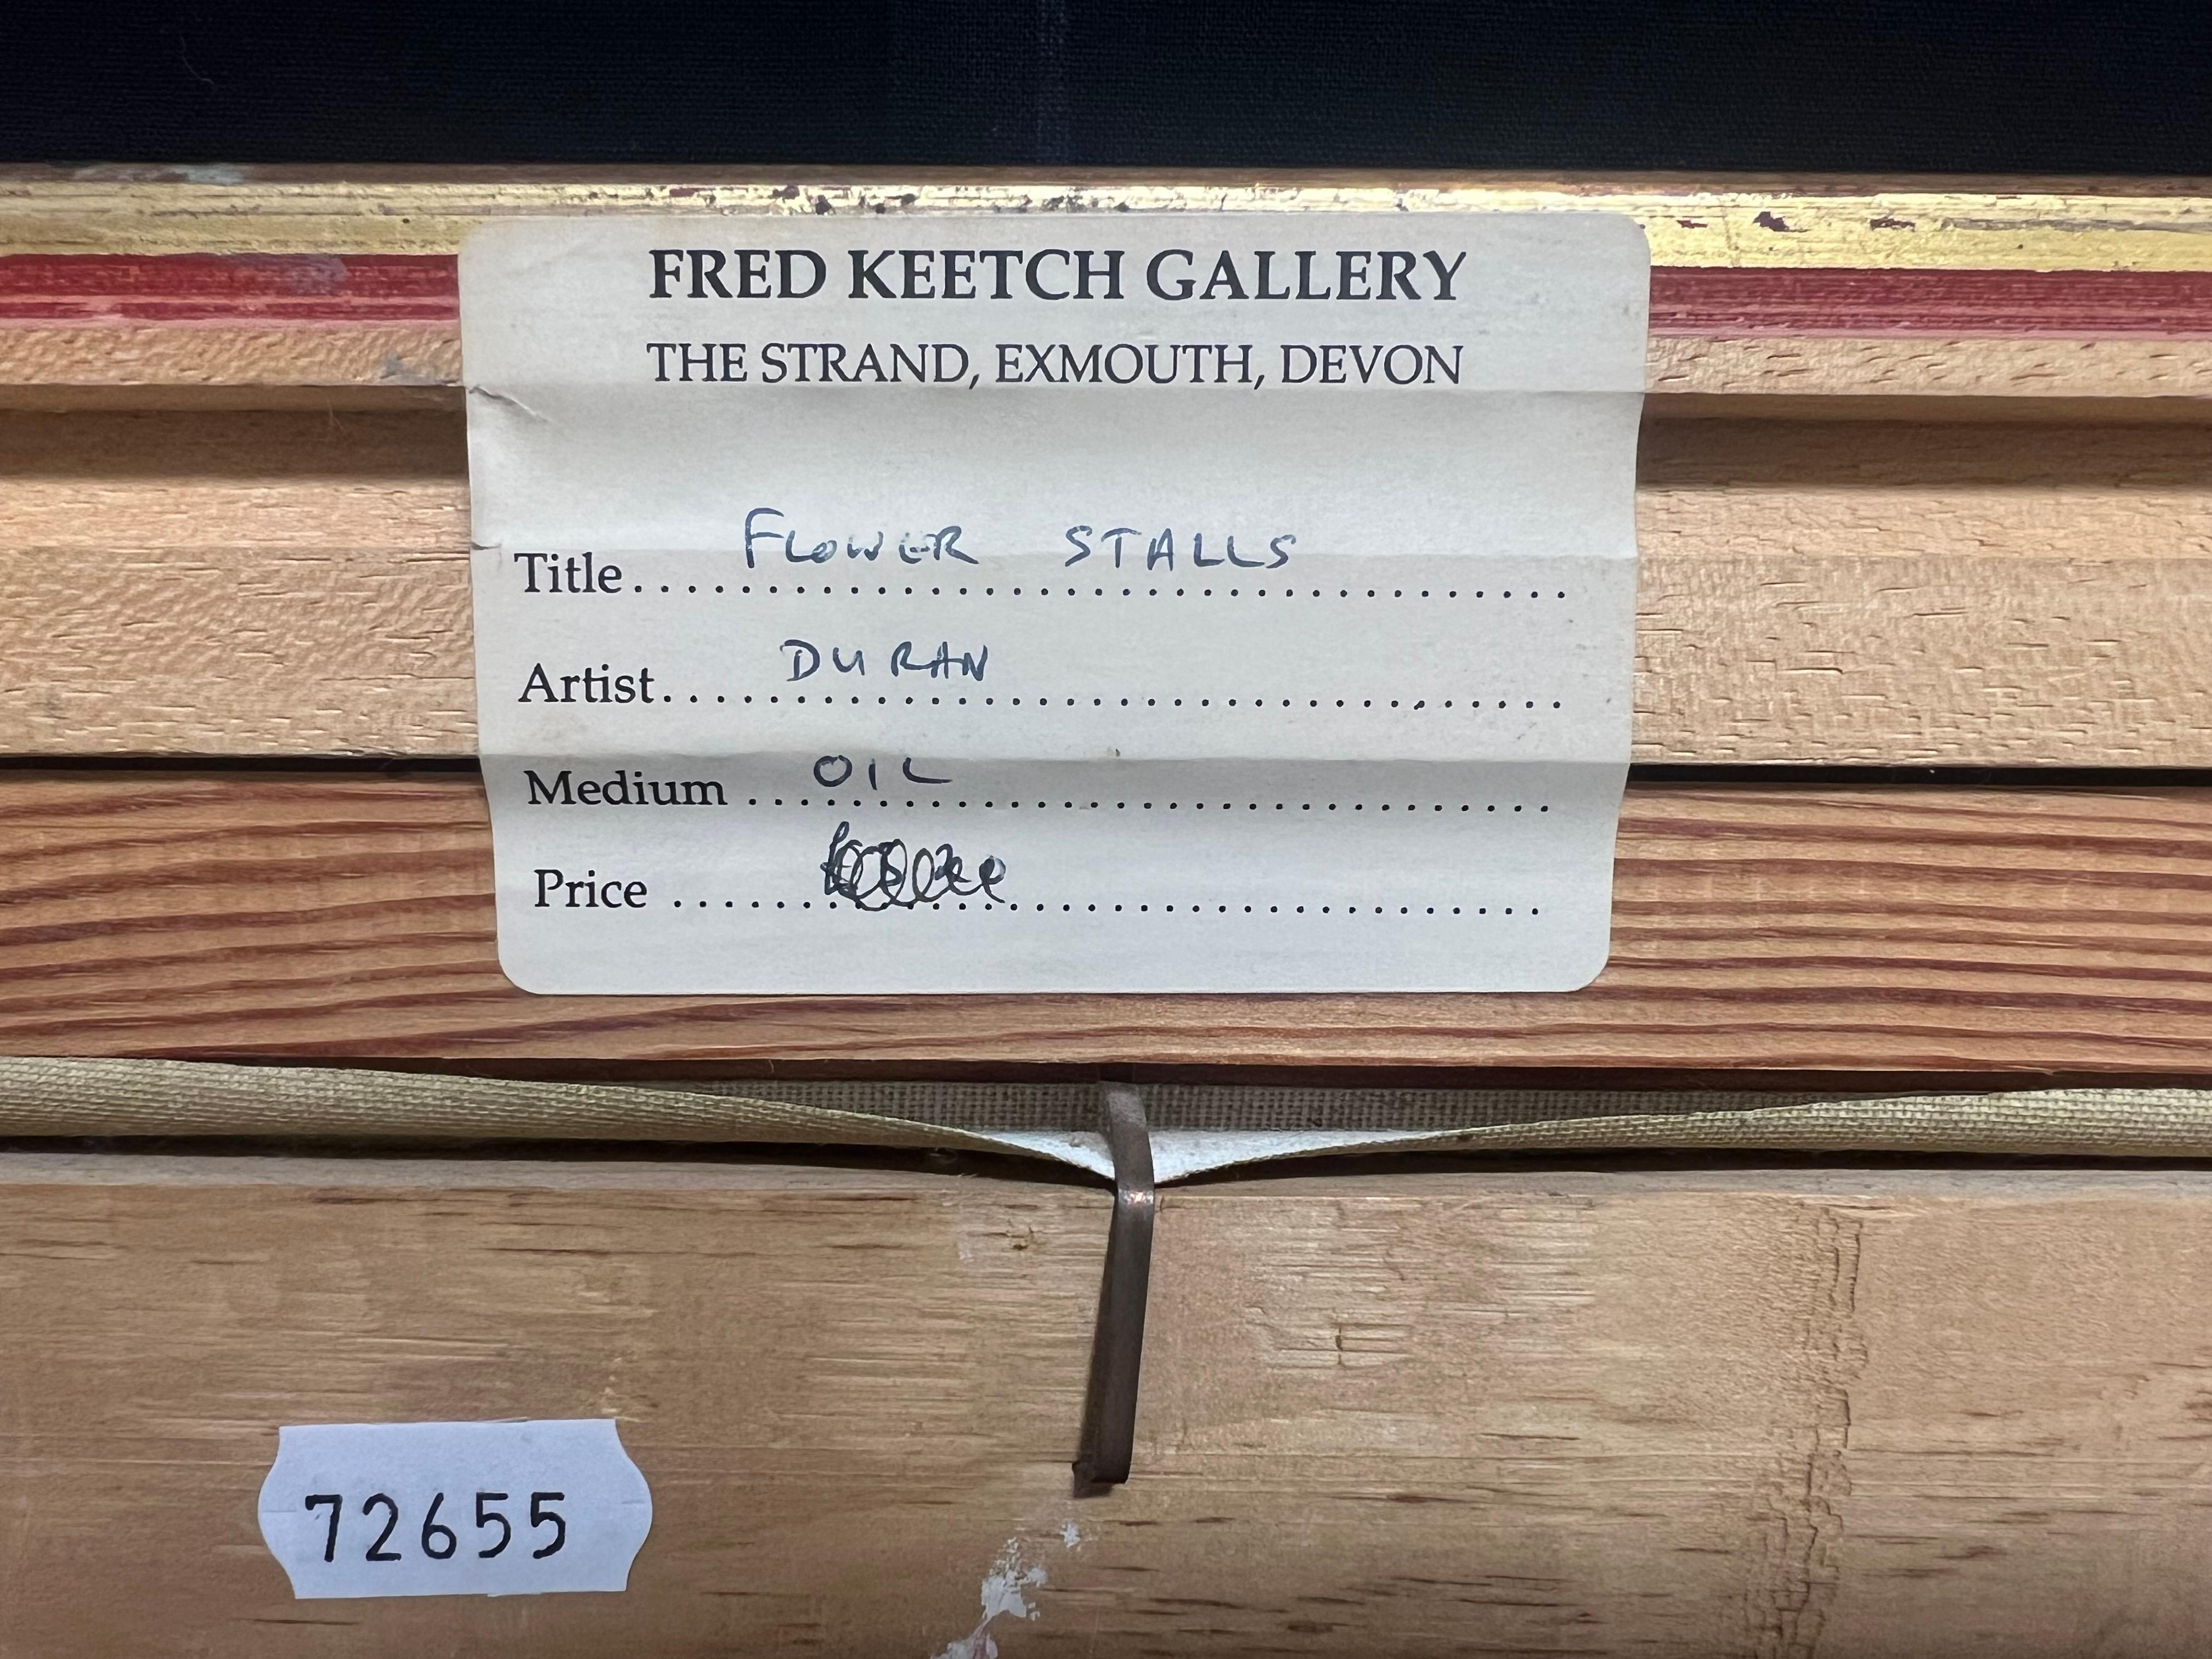 FRED KEETCH GALLERY
THE STRAND, EXMOUTH, DEVON
Title.................................. FLOWER STALLS
Artist.................................. DURAN
Medium .............................. OIL
Price ..................................
72655